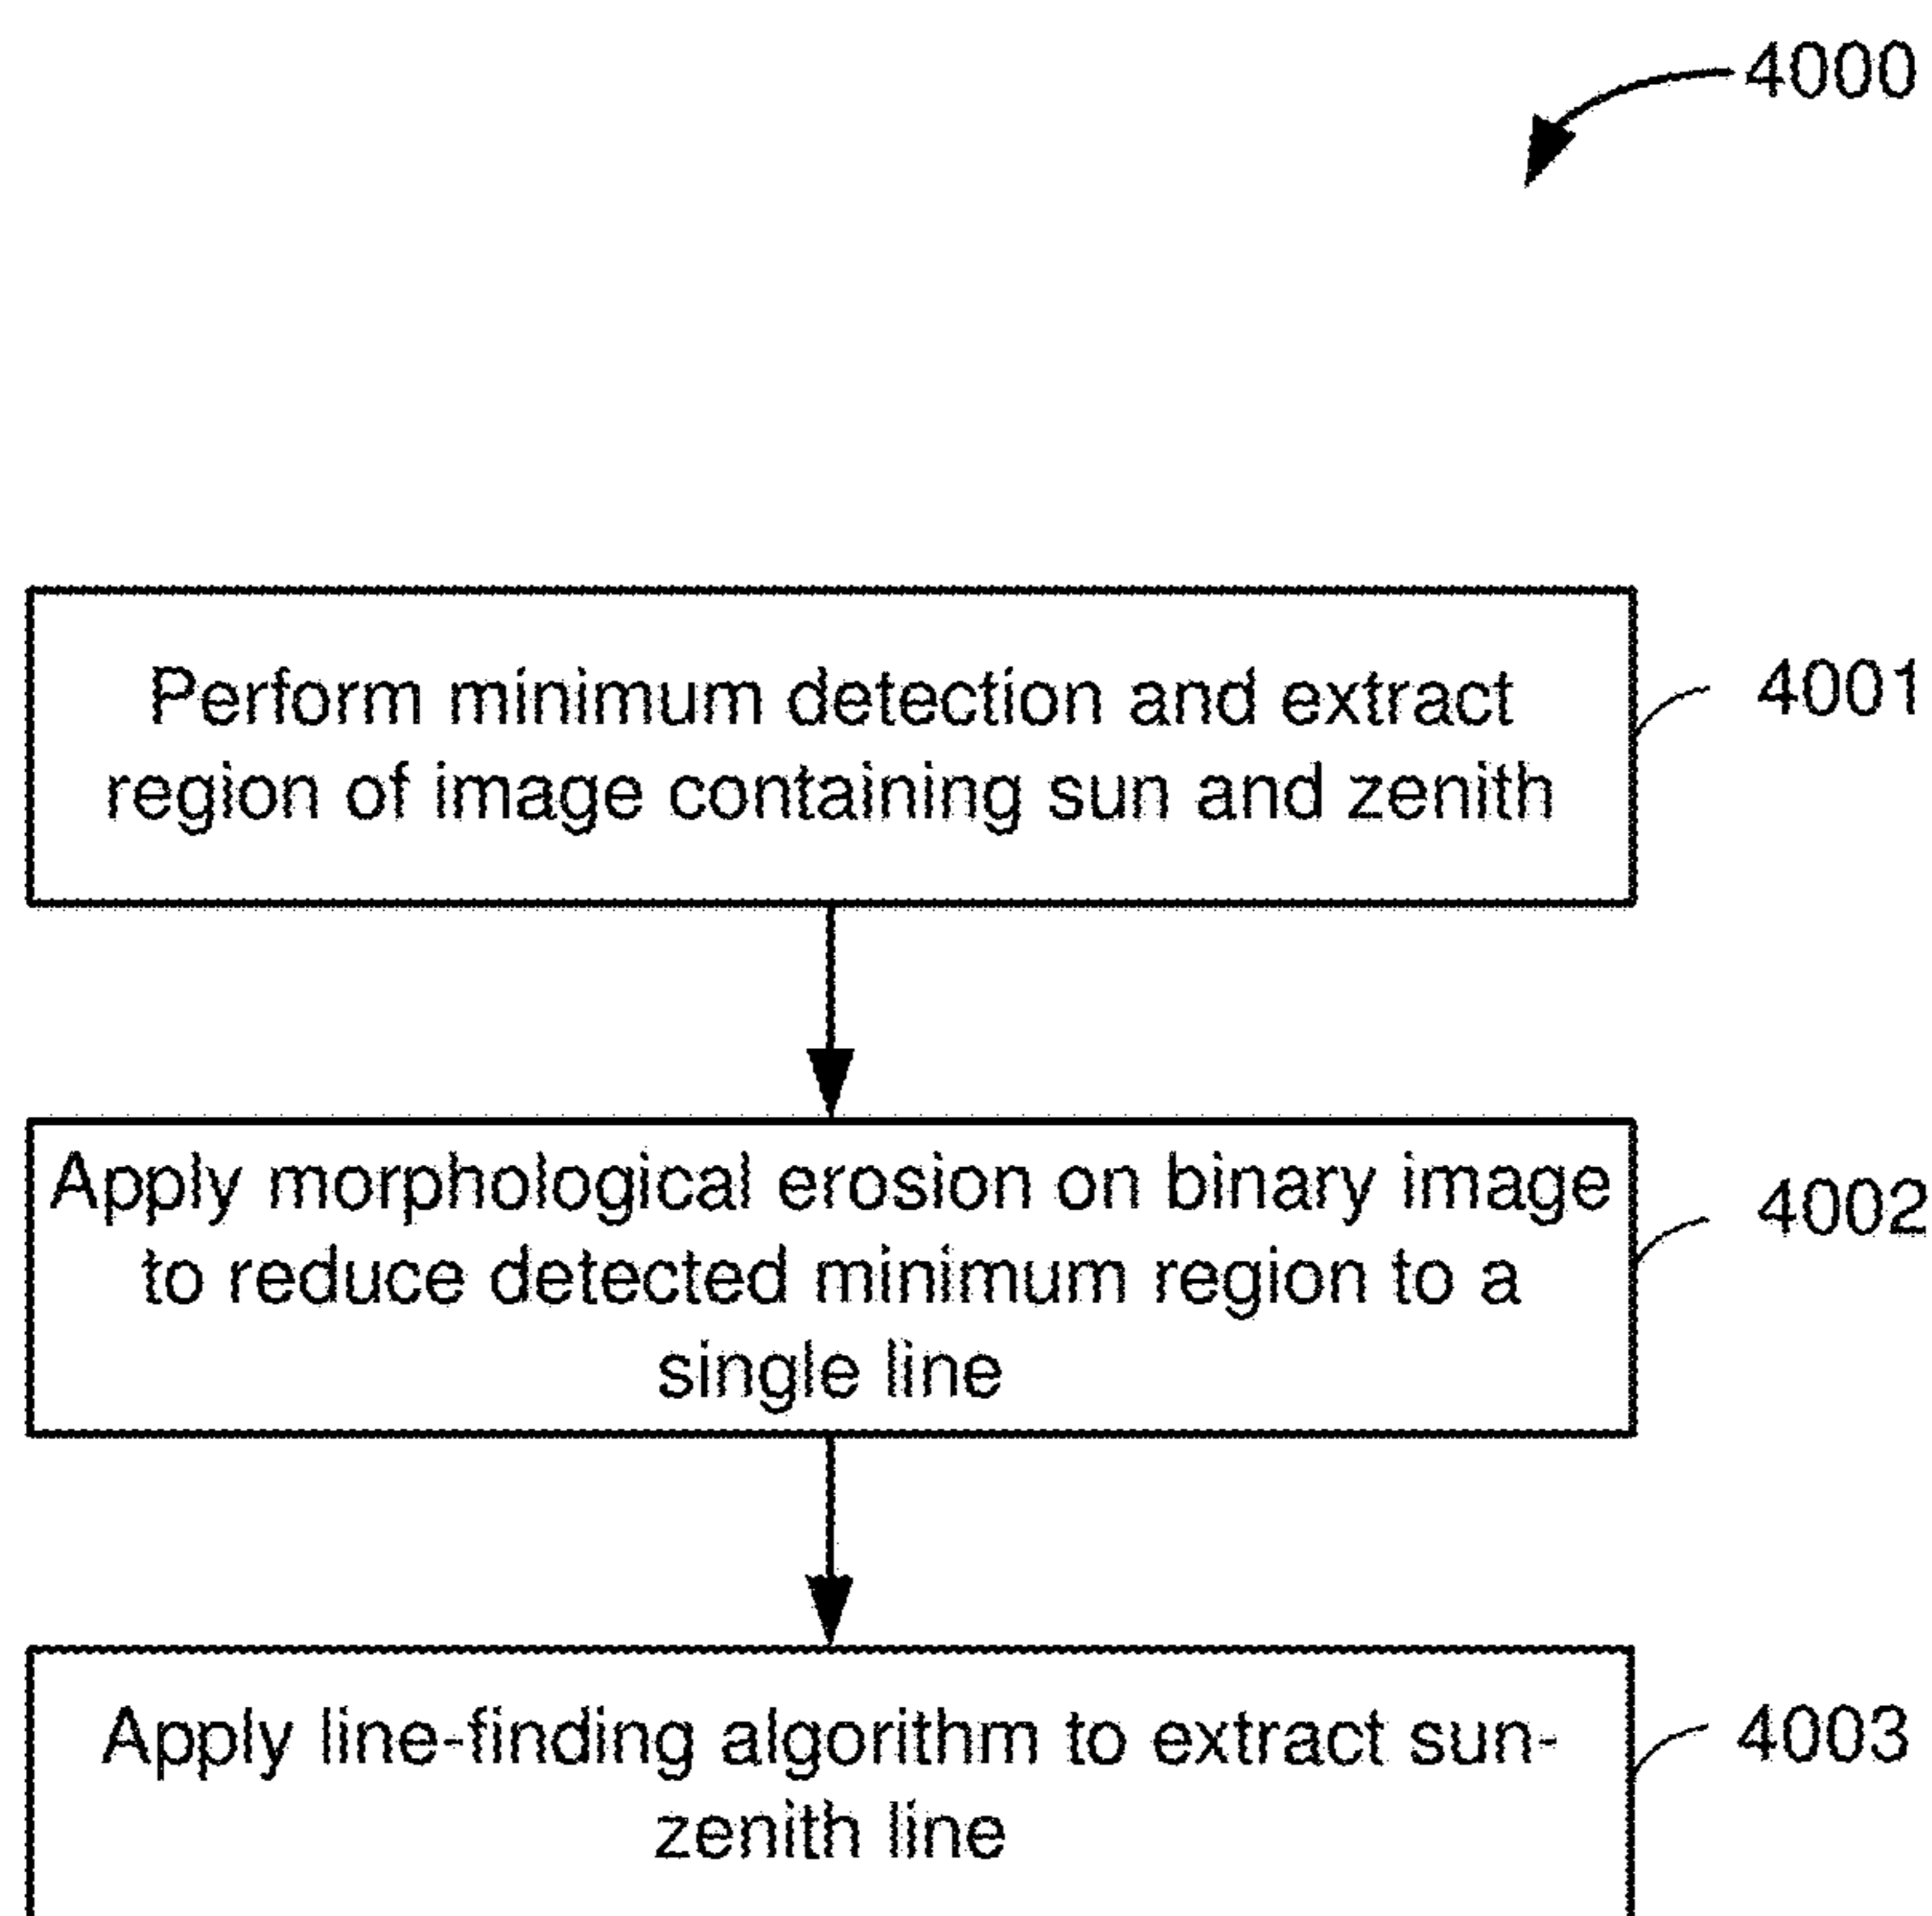 4000
Perform minimum detection and extract
region of image containing sun and zenith
4001
Apply morphological erosion on binary image
to reduce detected minimum region to a
single line
4002
Apply line-finding algorithm to extract sun-
zenith line
4003